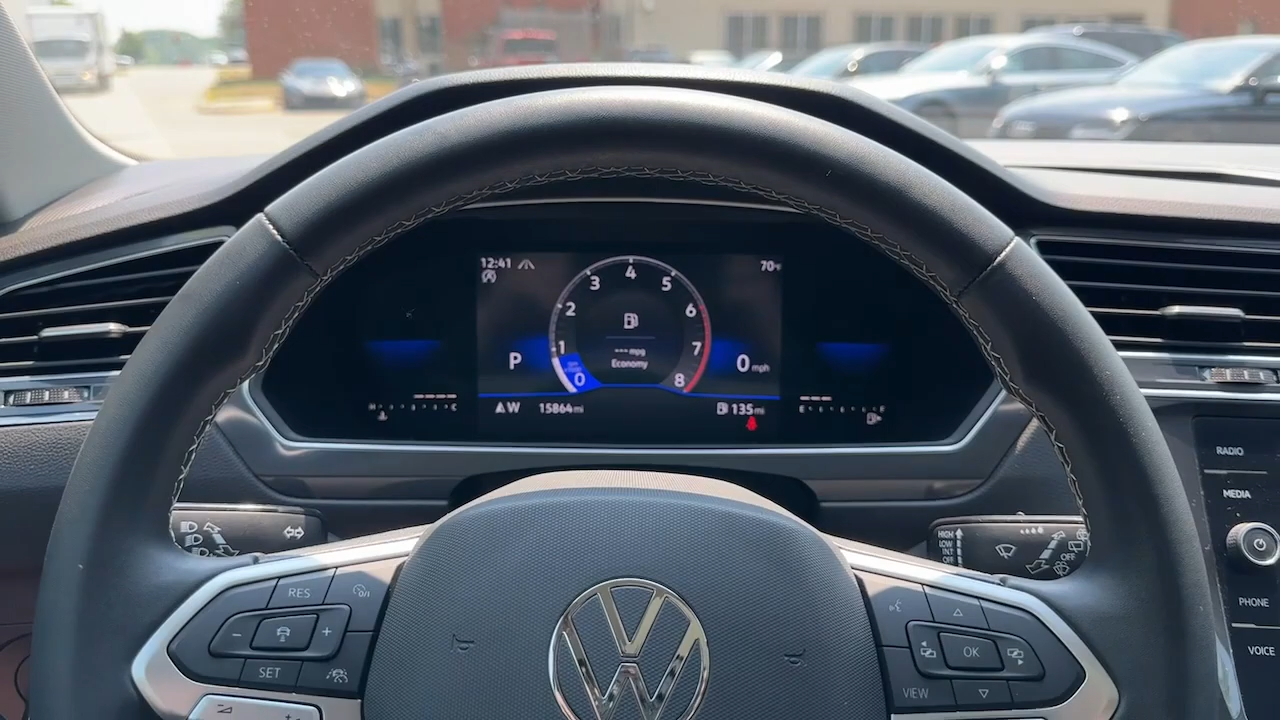 12:41
70°F
4
3
5
2
6
1
7
0
8
P
--- mpg
Economy
0 mph
W
15864 mi
135 mi
H
C
E
F
RADIO
MEDIA
PHONE
VOICE
HIGH
LOW
INT
OFF
RES
SET
OK
VIEW